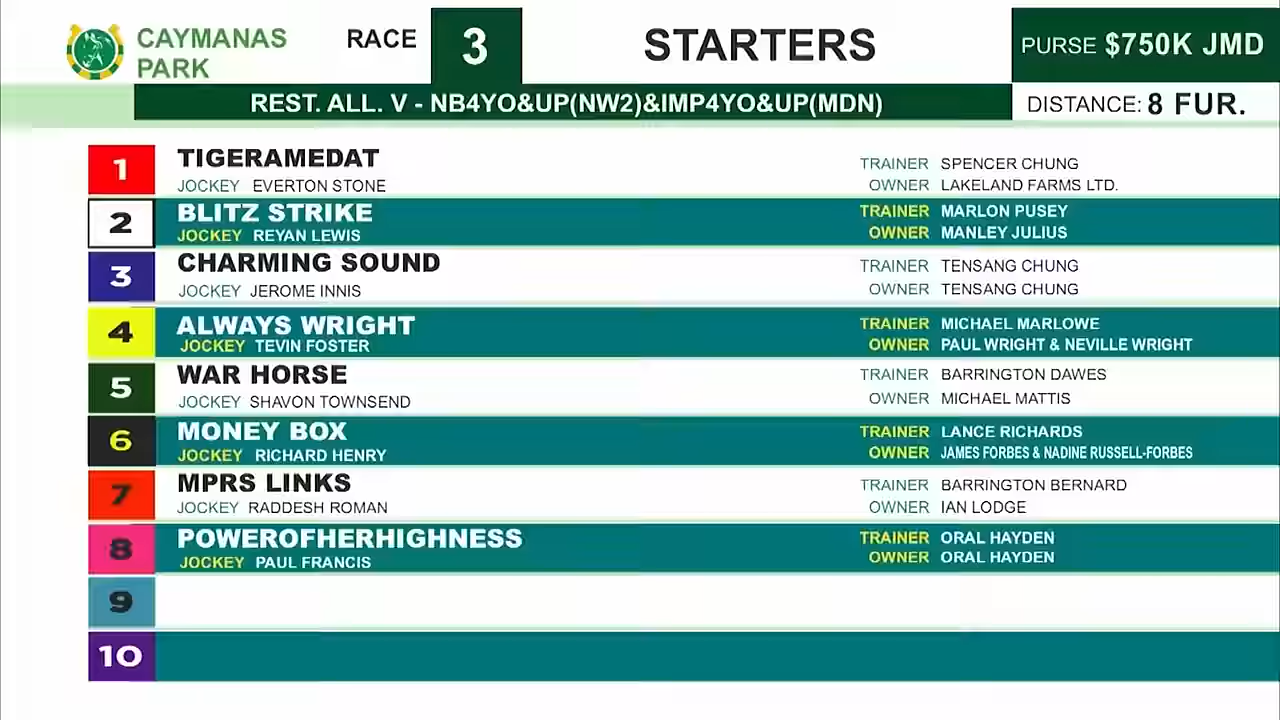 CAYMANAS PARK
RACE 3
STARTERS
PURSE $750K JMD
REST. ALL. V - NB4YO&UP(NW2)&IMP4YO&UP(MDN)
DISTANCE: 8 FUR.
1 TIGERAMEDAT
JOCKEY EVERTON STONE
TRAINER SPENCER CHUNG
OWNER LAKELAND FARMS LTD.
2 BLITZ STRIKE
JOCKEY REYAN LEWIS
TRAINER MARLON PUSEY
OWNER MANLEY JULIUS
3 CHARMING SOUND
JOCKEY JEROME INNIS
TRAINER TENSANG CHUNG
OWNER TENSANG CHUNG
4 ALWAYS WRIGHT
JOCKEY TEVIN FOSTER
TRAINER MICHAEL MARLOWE
OWNER PAUL WRIGHT & NEVILLE WRIGHT
5 WAR HORSE
JOCKEY SHAVON TOWNSEND
TRAINER BARRINGTON DAWES
OWNER MICHAEL MATTIS
6 MONEY BOX
JOCKEY RICHARD HENRY
TRAINER LANCE RICHARDS
OWNER JAMES FORBES & NADINE RUSSELL-FORBES
7 MPRS LINKS
JOCKEY RADDESH ROMAN
TRAINER BARRINGTON BERNARD
OWNER IAN LODGE
8 POWEROFHERHIGHNESS
JOCKEY PAUL FRANCIS
TRAINER ORAL HAYDEN
OWNER ORAL HAYDEN
9
10